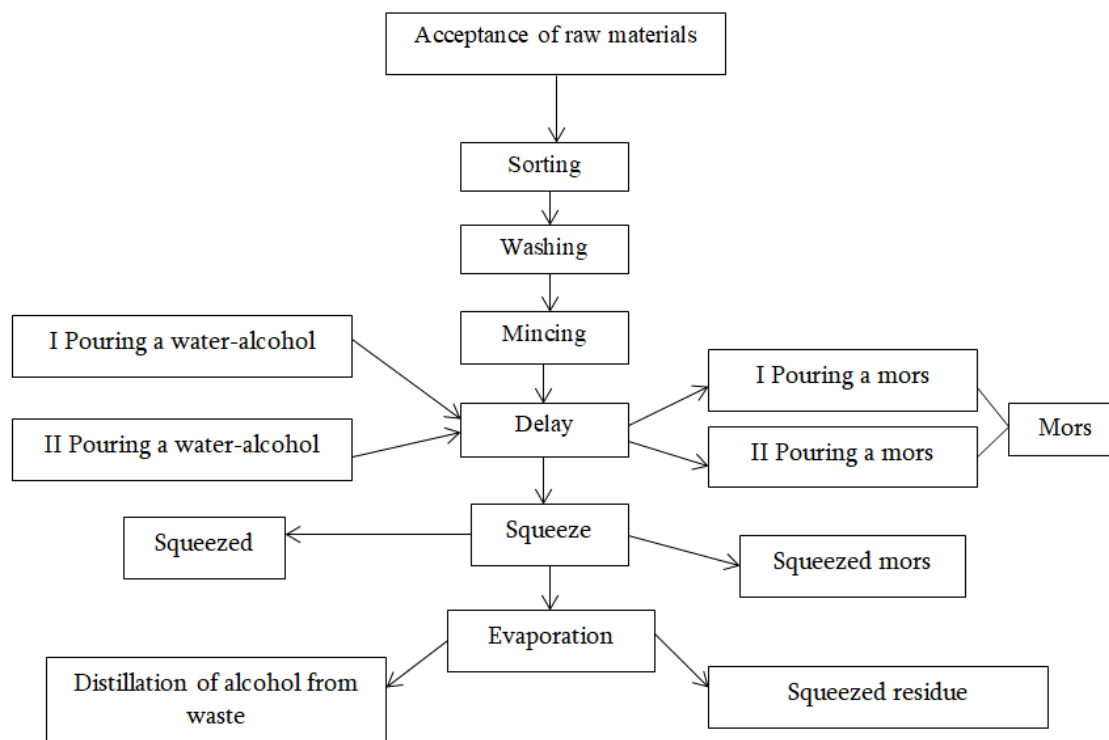 Acceptance of raw materials
Sorting
Washing
Mincing
I Pouring a water-alcohol
I Pouring a mors
Delay
Mors
II Pouring a water-alcohol
II Pouring a mors
Squeeze
Squeezed
Squeezed mors
Evaporation
Distillation of alcohol from
waste
Squeezed residue